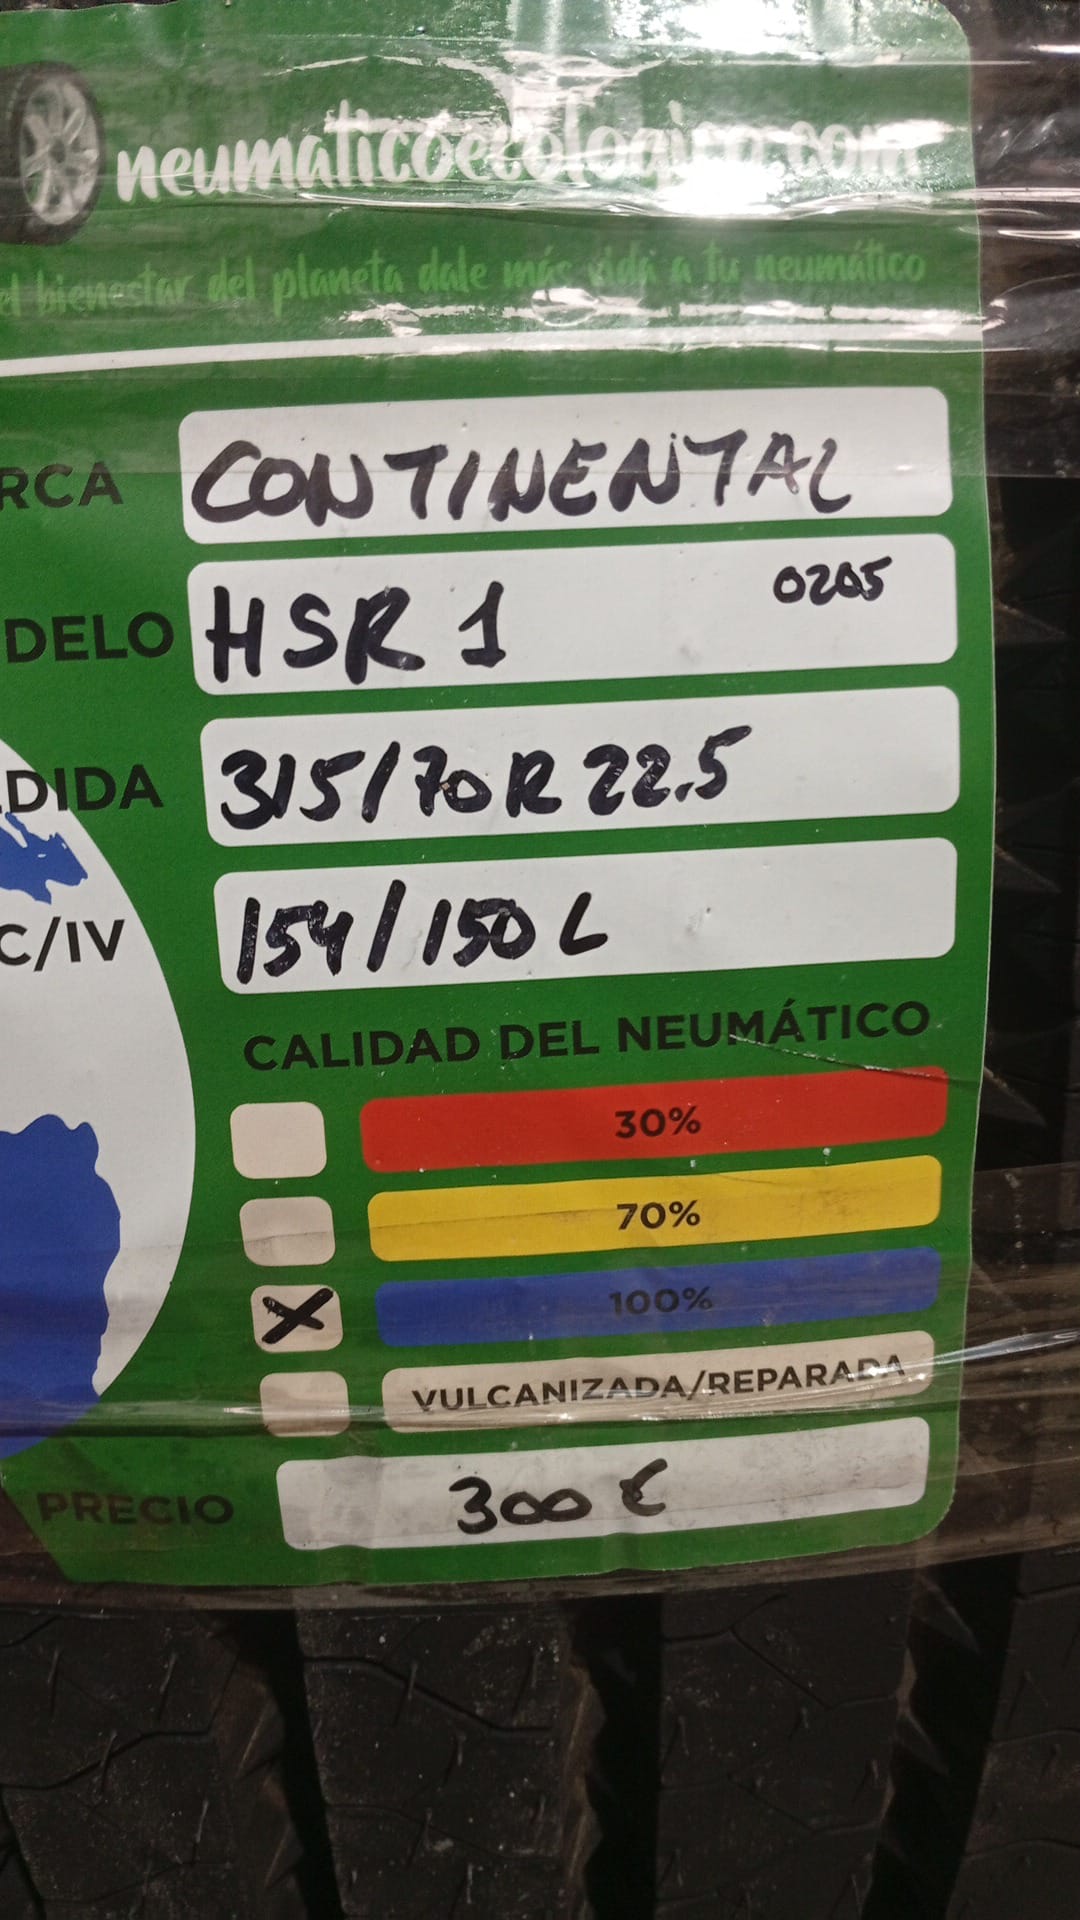 neumaticoecologico.com
el bienestar del planeta dale más vida a tu neumático
RCA CONTINENTAL
DELO HSR 1 0205
DIDA 315/70 R 22.5
C/IV 154/150 L
CALIDAD DEL NEUMÁTICO
30%
70%
X 100%
VULCANIZADA/REPARADA
PRECIO 300 €